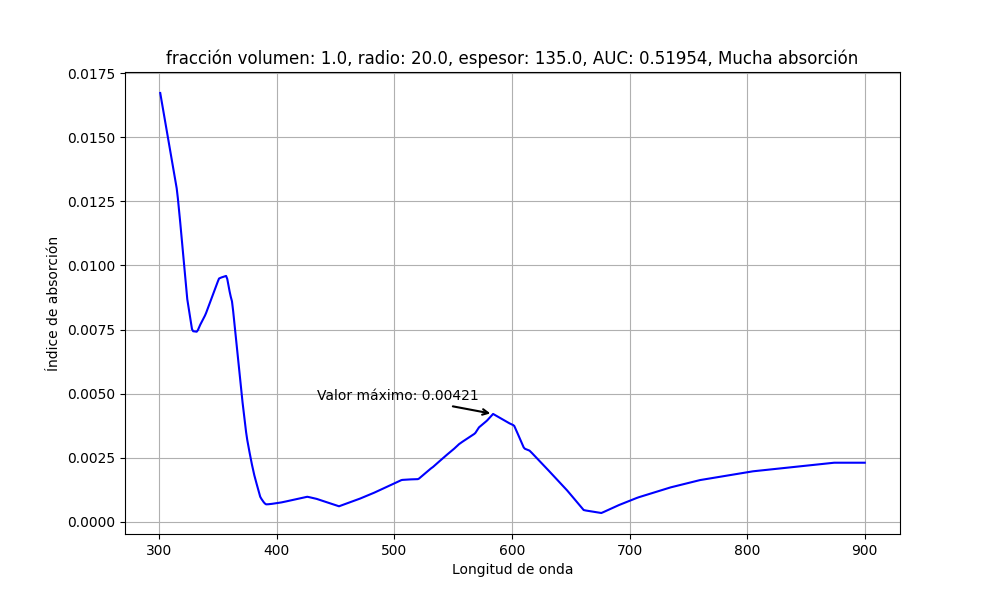 fracción volumen: 1.0, radio: 20.0, espesor: 135.0, AUC: 0.51954, Mucha absorción
0.0175
0.0150
0.0125
0.0100
0.0075
0.0050
0.0025
0.0000
Índice de absorción
Valor máximo: 0.00421
300 400 500 600 700 800 900
Longitud de onda